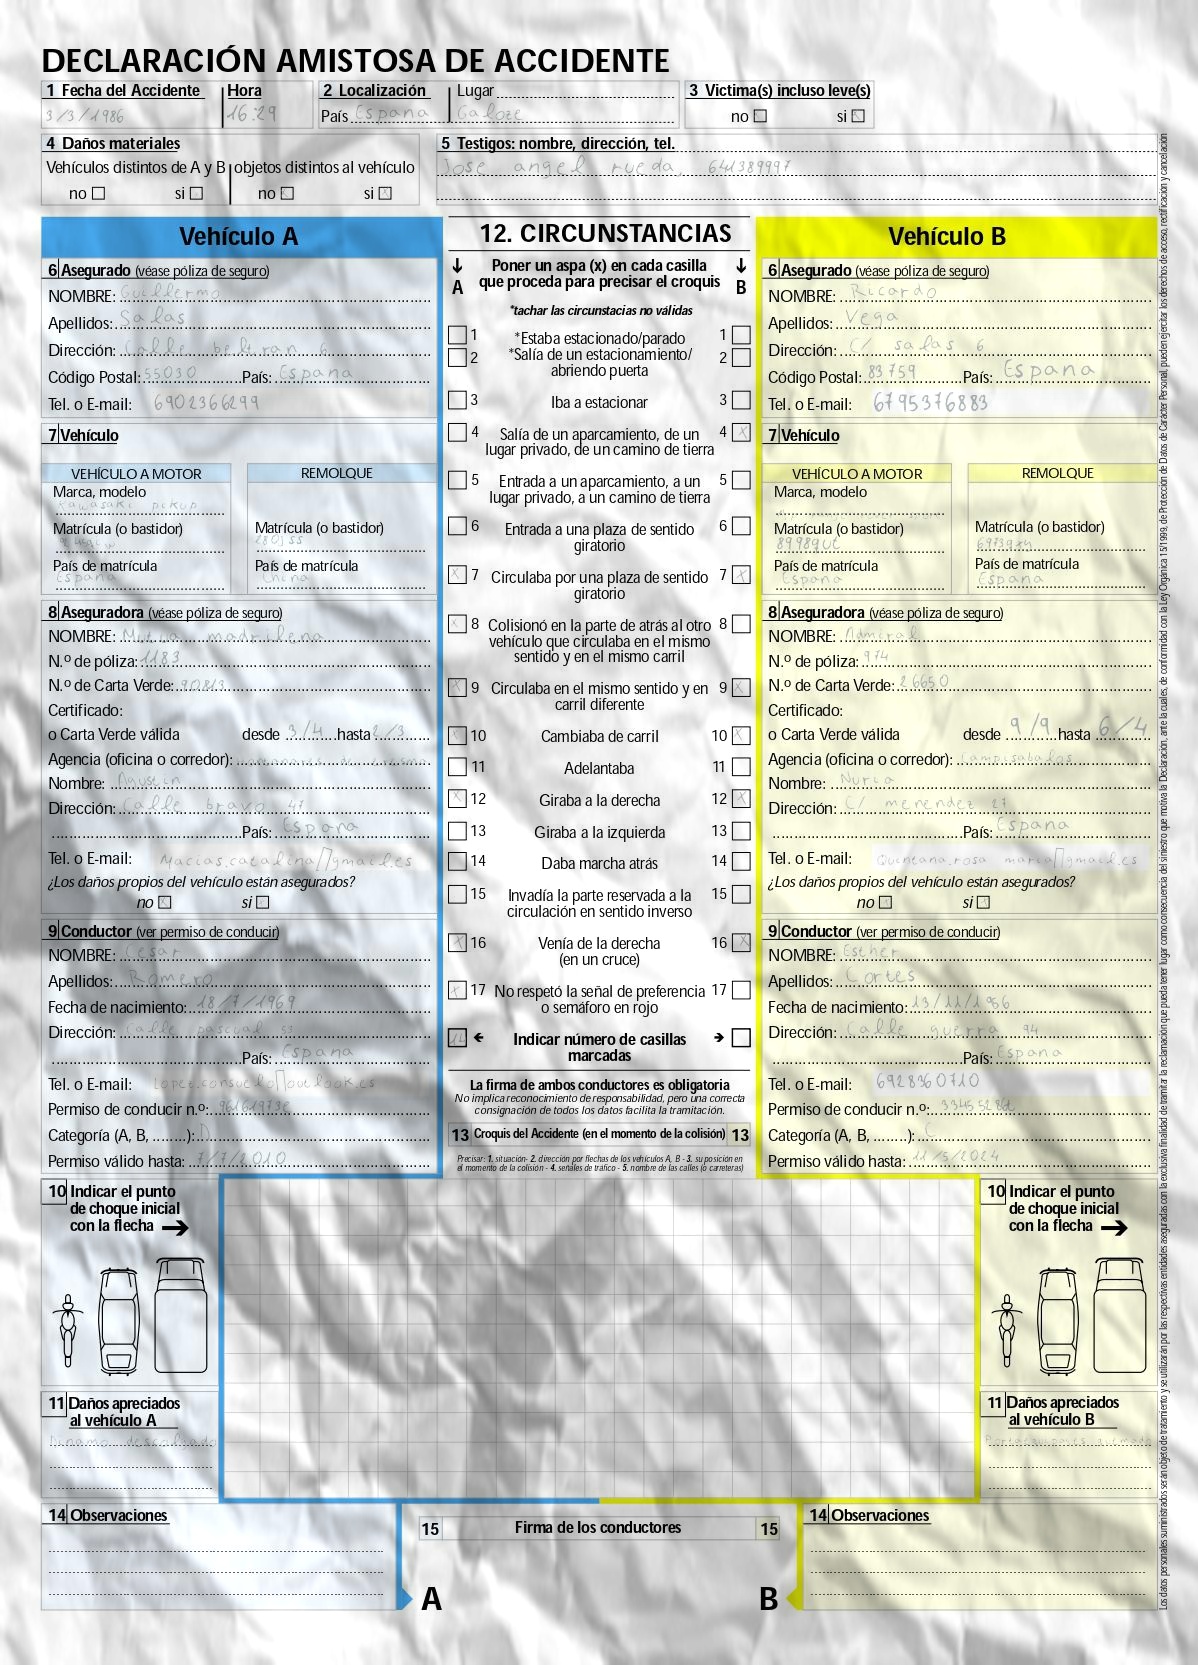 DECLARACIÓN AMISTOSA DE ACCIDENTE
1 Fecha del Accidente Hora
3/3/1986 16:29
2 Localización Lugar
País Espana Galoze
3 Victima(s) incluso leve(s)
no si x
4 Daños materiales
Vehículos distintos de A y B objetos distintos al vehículo
no si no si
5 Testigos: nombre, dirección, tel.
Jose angel rueda, 641389997
Vehículo A
6 Asegurado (véase póliza de seguro)
NOMBRE: Guillermo
Apellidos: Salas
Dirección: Calle beltran 6
Código Postal: 55030 País: Espana
Tel. o E-mail: 6902366299
7 Vehículo
VEHÍCULO A MOTOR REMOLQUE
Marca, modelo
kawasaki pickup
Matrícula (o bastidor) Matrícula (o bastidor)
País de matrícula País de matrícula
Espana China
8 Aseguradora (véase póliza de seguro)
NOMBRE: Mutua madrilena
N.º de póliza: 1183
N.º de Carta Verde: 90813
Certificado:
o Carta Verde válida desde 3/4 hasta 2/3
Agencia (oficina o corredor):
Nombre: Agustin
Dirección: Calle bravo 47
País: Espana
Tel. o E-mail: Macias.catalina gmail.es
¿Los daños propios del vehículo están asegurados?
no si
9 Conductor (ver permiso de conducir)
NOMBRE: Cesar
Apellidos: Romero
Fecha de nacimiento: 18/7/1969
Dirección: Calle pascual 53
País: Espana
Tel. o E-mail: Lopez.consuelo outlook.es
Permiso de conducir n.º: 96161973e
Categoría (A, B, ........): D
Permiso válido hasta: 7/7/2010
10 Indicar el punto
de choque inicial
con la flecha
11 Daños apreciados
al vehículo A
Dinamo descolgado
14 Observaciones
12. CIRCUNSTANCIAS
A Poner un aspa (x) en cada casilla B
que proceda para precisar el croquis
*tachar las circunstacias no válidas
1 *Estaba estacionado/parado 1
2 *Salía de un estacionamiento/ 2
abriendo puerta
3 Iba a estacionar 3
4 Salía de un aparcamiento, de un 4 x
lugar privado, de un camino de tierra
5 Entrada a un aparcamiento, a un 5
lugar privado, a un camino de tierra
6 Entrada a una plaza de sentido 6
giratorio
x 7 Circulaba por una plaza de sentido 7 x
giratorio
x 8 Colisionó en la parte de atrás al otro 8
vehículo que circulaba en el mismo
sentido y en el mismo carril
x 9 Circulaba en el mismo sentido y en 9 x
carril diferente
x 10 Cambiaba de carril 10 x
11 Adelantaba 11
x 12 Giraba a la derecha 12 x
13 Giraba a la izquierda 13
14 Daba marcha atrás 14
15 Invadía la parte reservada a la 15
circulación en sentido inverso
x 16 Venía de la derecha 16 x
(en un cruce)
x 17 No respetó la señal de preferencia 17
o semáforo en rojo
Indicar número de casillas
marcadas
La firma de ambos conductores es obligatoria
No implica reconocimiento de responsabilidad, pero una correcta
consignación de todos los datos facilita la tramitación.
13 Croquis del Accidente (en el momento de la colisión) 13
Precisar: 1. situación- 2. dirección por flechas de los vehículos A, B - 3. su posición en
el momento de la colisión - 4. señales de tráfico - 5. nombre de las calles (o carreteras)
15 Firma de los conductores 15
A B
Vehículo B
6 Asegurado (véase póliza de seguro)
NOMBRE: Ricardo
Apellidos: Vega
Dirección: C/ salas 6
Código Postal: 83759 País: Espana
Tel. o E-mail: 6795376883
7 Vehículo
VEHÍCULO A MOTOR REMOLQUE
Marca, modelo
Matrícula (o bastidor) Matrícula (o bastidor)
País de matrícula País de matrícula
Espana Espana
8 Aseguradora (véase póliza de seguro)
NOMBRE: Admiral
N.º de póliza: 974
N.º de Carta Verde: 26650
Certificado:
o Carta Verde válida desde 9/9 hasta 6/4
Agencia (oficina o corredor): Campisabalos
Nombre: Nuria
Dirección: C/ menendez 27
País: Espana
Tel. o E-mail: Quintana.rosa maria gmail.es
¿Los daños propios del vehículo están asegurados?
no si
9 Conductor (ver permiso de conducir)
NOMBRE: Esther
Apellidos: Cortes
Fecha de nacimiento: 13/11/1986
Dirección: Calle guerra 94
País: Espana
Tel. o E-mail: 6928360710
Permiso de conducir n.º:
Categoría (A, B, ........): C
Permiso válido hasta: 11/5/2024
10 Indicar el punto
de choque inicial
con la flecha
11 Daños apreciados
al vehículo B
Portaequipajes quemado
14 Observaciones
Los datos personales suministrados serán objeto de tratamiento y se utilizarán por las respectivas entidades aseguradas con la exclusiva finalidad de tramitar la reclamación que pueda tener lugar como consecuencia del siniestro que motiva la Declaración, ante la cuales, de conformidad con la Ley Orgánica 15/1999, de Protección de Datos de Carácter Personal, pueden ejercitar los derechos de acceso, rectificación y cancelación